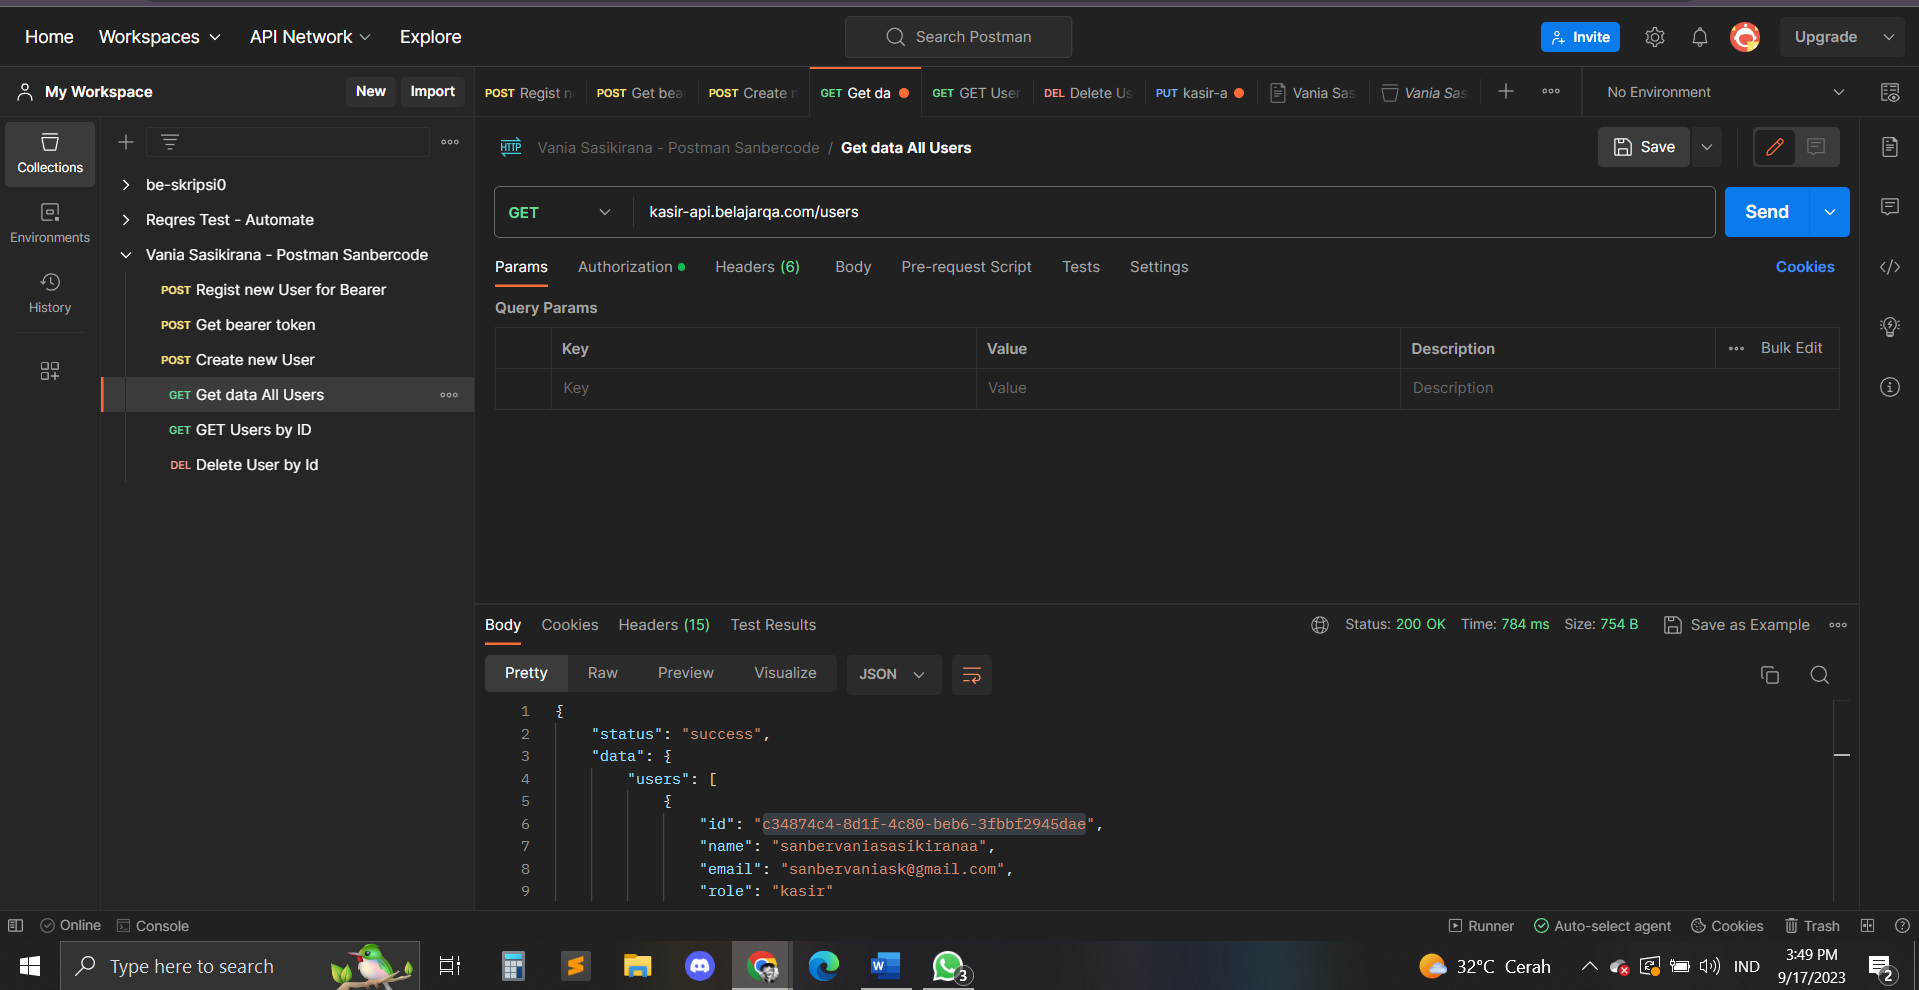 Home Workspaces API Network Explore Search Postman Invite Upgrade
My Workspace New Import POST Regist n POST Get bea POST Create n GET Get da GET GET User DEL Delete Us PUT kasir-a Vania Sas Vania Sas No Environment
Collections
Environments
History
be-skripsi0
Reqres Test - Automate
Vania Sasikirana - Postman Sanbercode
POST Regist new User for Bearer
POST Get bearer token
POST Create new User
GET Get data All Users
GET GET Users by ID
DEL Delete User by Id
HTTP Vania Sasikirana - Postman Sanbercode / Get data All Users Save
GET kasir-api.belajarqa.com/users Send
Params Authorization Headers (6) Body Pre-request Script Tests Settings Cookies
Query Params
Key Value Description Bulk Edit
Key Value Description
Body Cookies Headers (15) Test Results Status: 200 OK Time: 784 ms Size: 754 B Save as Example
Pretty Raw Preview Visualize JSON
1 {
2 "status": "success",
3 "data": {
4 "users": [
5 {
6 "id": "c34874c4-8d1f-4c80-beb6-3fbbf2945dae",
7 "name": "sanbervaniasasikiranaa",
8 "email": "sanbervaniask@gmail.com",
9 "role": "kasir"
Online Console Runner Auto-select agent Cookies Trash
Type here to search 3 32°C Cerah IND 3:49 PM
9/17/2023 2